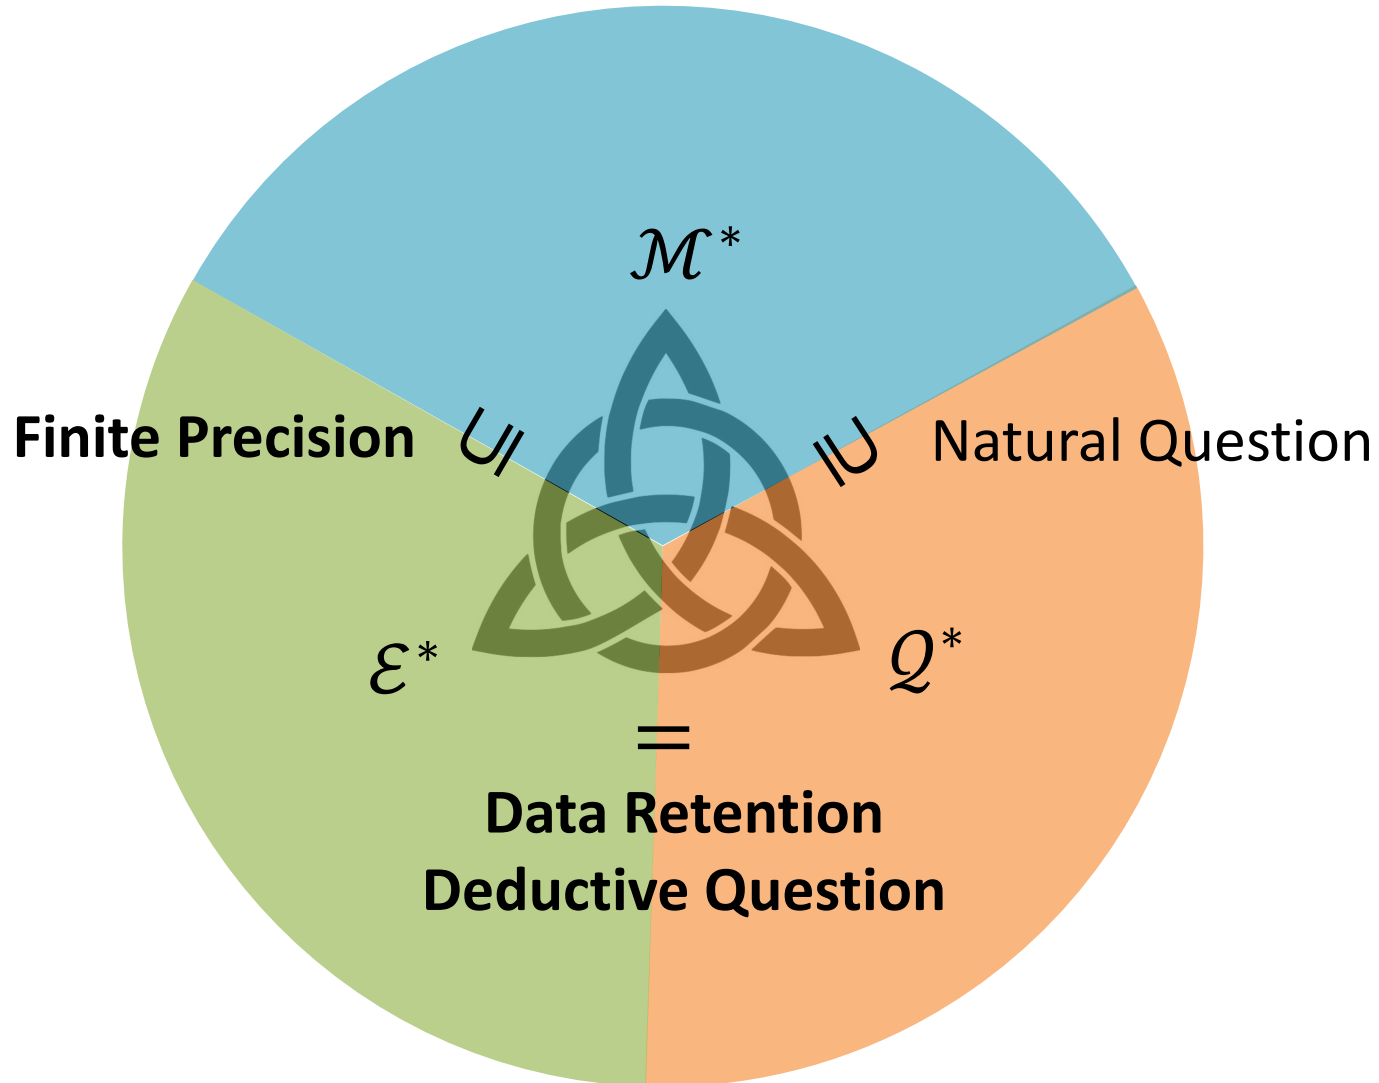 ℳ*
Finite Precision ⊆ ⊇ Natural Question
ℰ* 𝒬*
=
Data Retention
Deductive Question